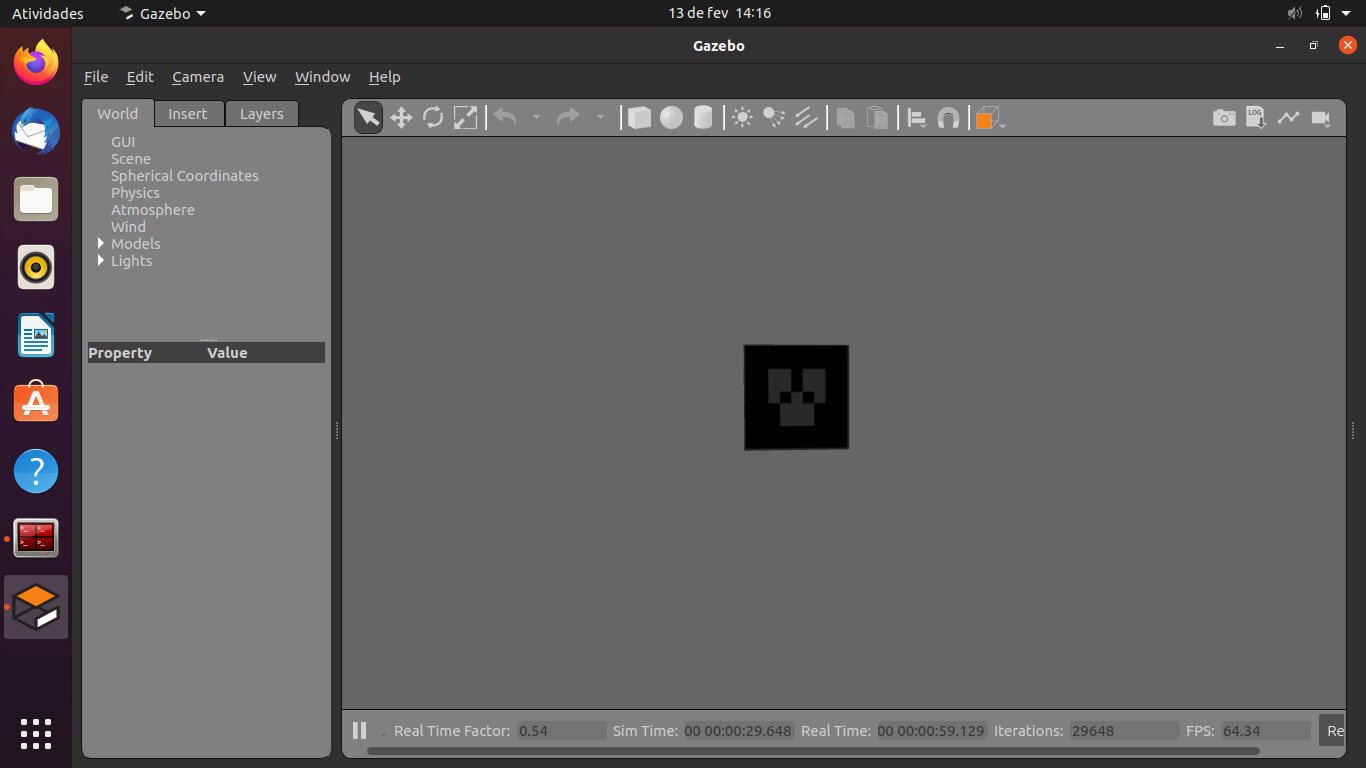 Atividades
Gazebo
13 de fev 14:16
Gazebo
File Edit Camera View Window Help
World Insert Layers
LOG
GUI
Scene
Spherical Coordinates
Physics
Atmosphere
Wind
Models
Lights
Property Value
Real Time Factor: 0.54 Sim Time: 00 00:00:29.648 Real Time: 00 00:00:59.129 Iterations: 29648 FPS: 64.34 Re